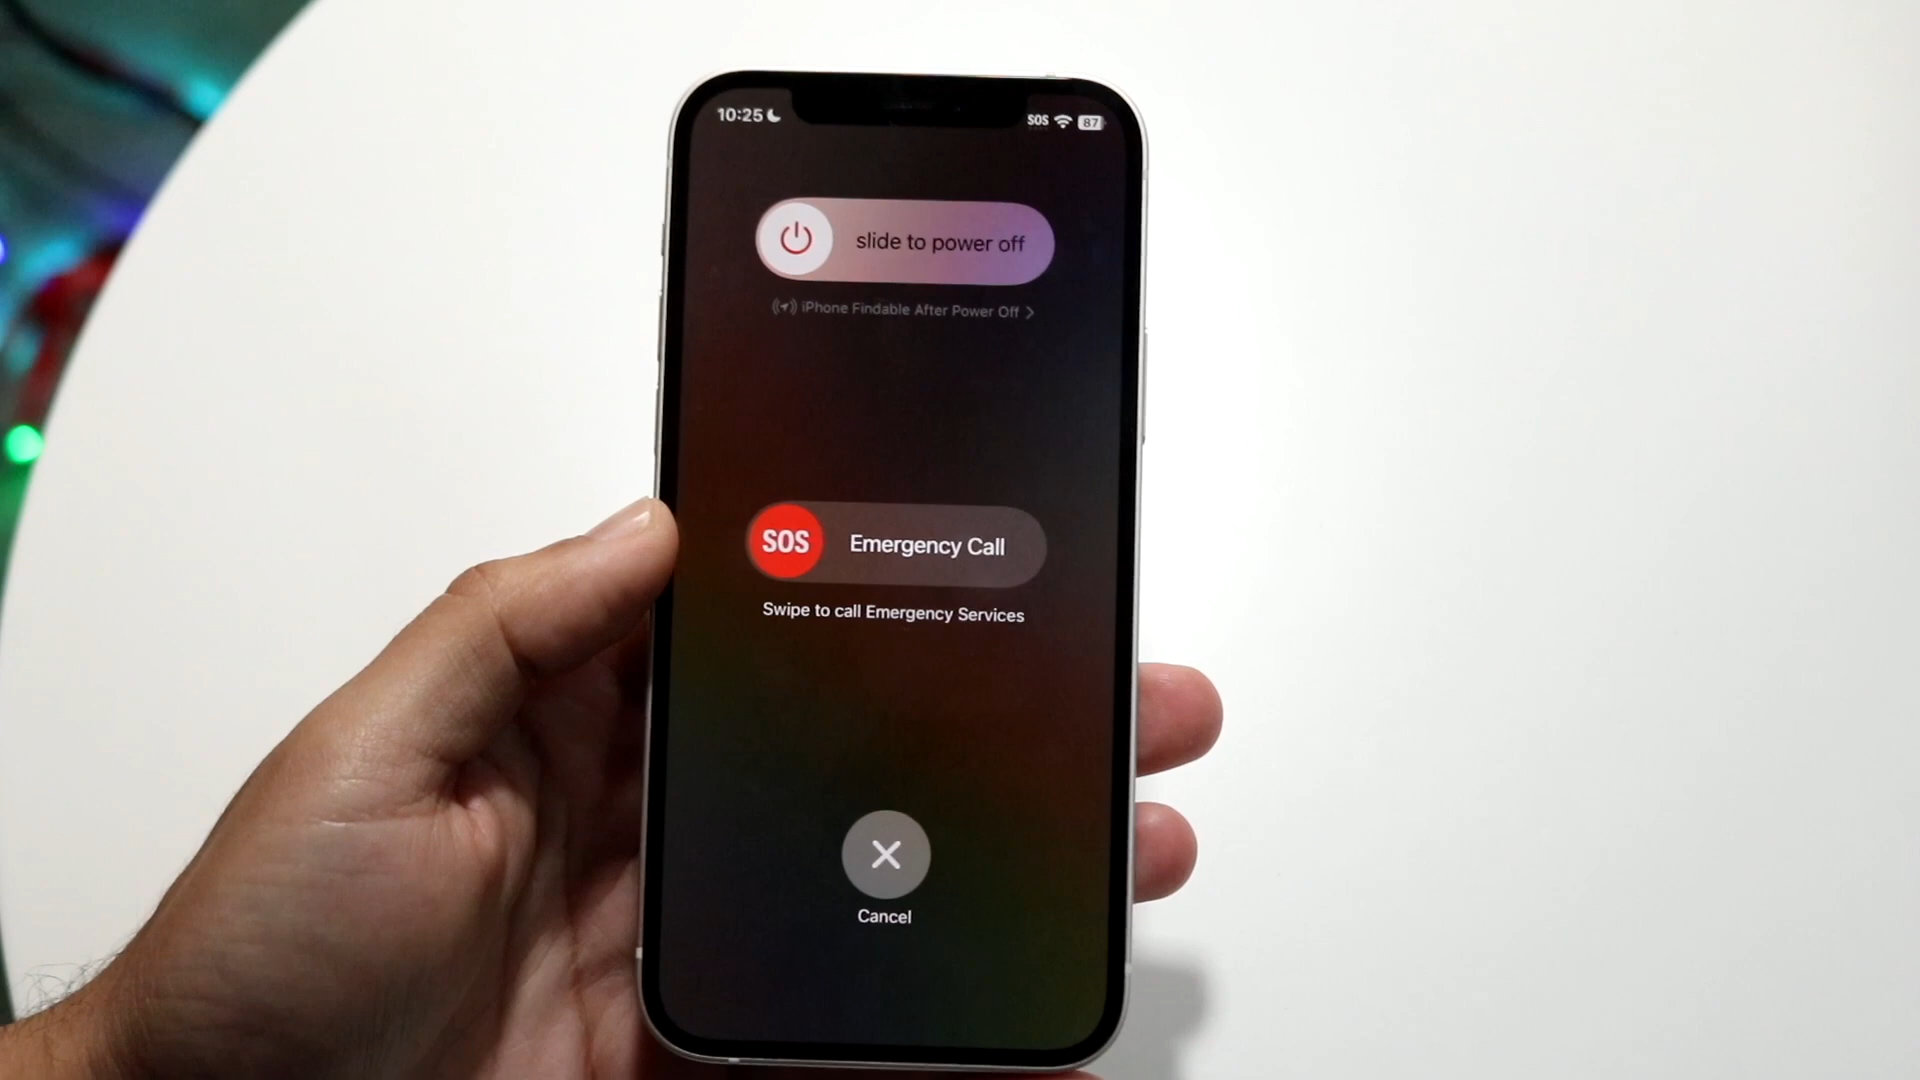 10:25
SOS
87
slide to power off
iPhone Findable After Power Off
SOS
Emergency Call
Swipe to call Emergency Services
Cancel